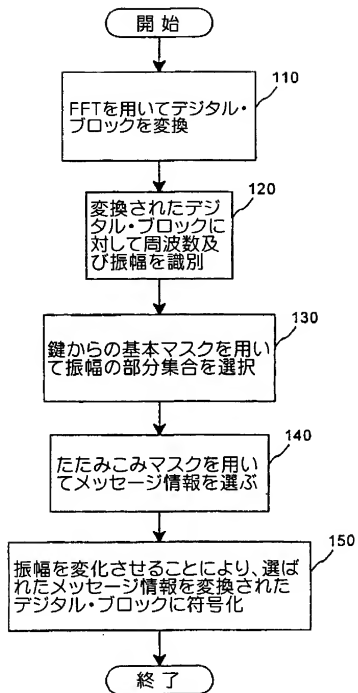 開始
110
FFTを用いてデジタル・
ブロックを変換
120
変換されたデジ
タル・ブロックに
対して周波数及
び振幅を識別
130
鍵からの基本マスクを用い
て振幅の部分集合を選択
140
たたみこみマスクを用い
てメッセージ情報を選ぶ
150
振幅を変化させることにより、選ば
れたメッセージ情報を変換された
デジタル・ブロックに符号化
終了